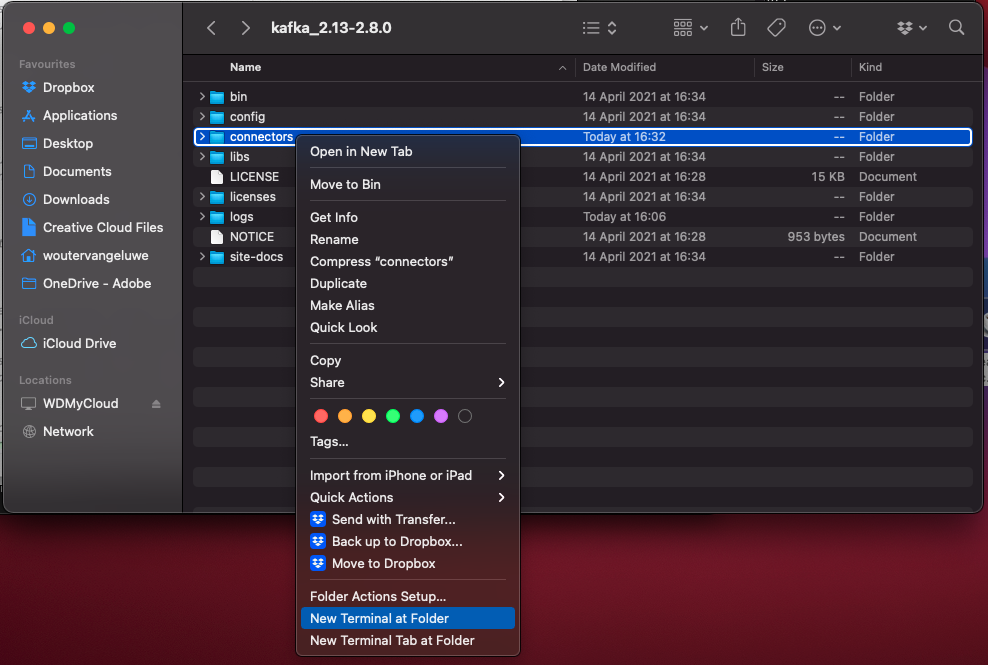 kafka_2.13-2.8.0
Favourites
Dropbox
Applications
Desktop
Documents
Downloads
Creative Cloud Files
woutervangeluwe
OneDrive - Adobe
iCloud
iCloud Drive
Locations
WDMyCloud
Network
Name Date Modified Size Kind
bin 14 April 2021 at 16:34 -- Folder
config 14 April 2021 at 16:34 -- Folder
connectors Today at 16:32 -- Folder
libs 14 April 2021 at 16:34 -- Folder
LICENSE 14 April 2021 at 16:28 15 KB Document
licenses 14 April 2021 at 16:34 -- Folder
logs Today at 16:06 -- Folder
NOTICE 14 April 2021 at 16:28 953 bytes Document
site-docs 14 April 2021 at 16:34 -- Folder
Open in New Tab
Move to Bin
Get Info
Rename
Compress “connectors”
Duplicate
Make Alias
Quick Look
Copy
Share
Tags...
Import from iPhone or iPad
Quick Actions
Send with Transfer...
Back up to Dropbox...
Move to Dropbox
Folder Actions Setup...
New Terminal at Folder
New Terminal Tab at Folder